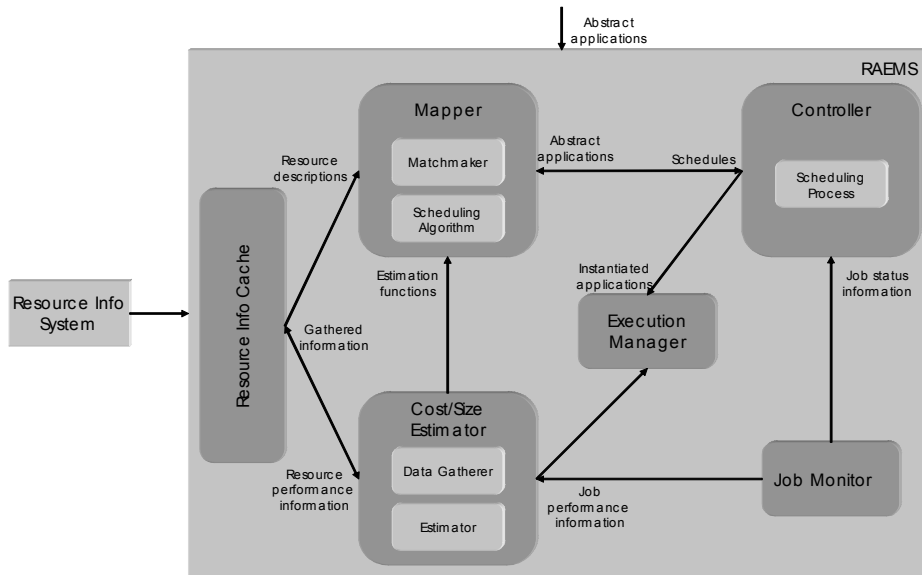 Abstract
applications
RAEMS
Mapper
Controller
Matchmaker
Scheduling
Algorithm
Resource
descriptions
Abstract
applications
Schedules
Scheduling
Process
Resource Info Cache
Resource Info
System
Estimation
functions
Instantiated
applications
Job status
information
Gathered
information
Execution
Manager
Cost/Size
Estimator
Data Gatherer
Estimator
Resource
performance
information
Job
performance
information
Job Monitor